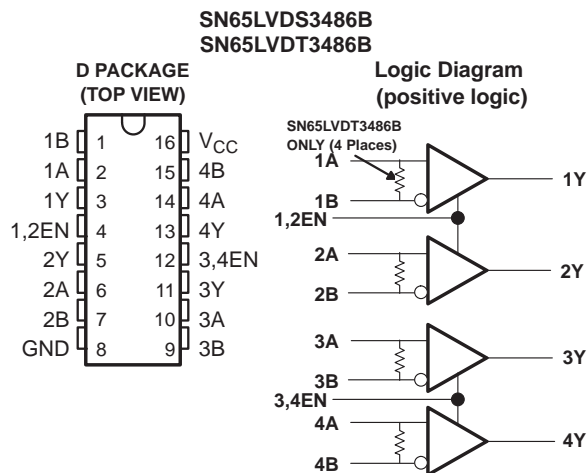 SN65LVDS3486B
SN65LVDT3486B
D PACKAGE
(TOP VIEW)
1B 1 16 VCC
1A 2 15 4B
1Y 3 14 4A
1,2EN 4 13 4Y
2Y 5 12 3,4EN
2A 6 11 3Y
2B 7 10 3A
GND 8 9 3B
Logic Diagram
(positive logic)
SN65LVDT3486B
ONLY (4 Places)
1A
1Y
1B
1,2EN
2A
2Y
2B
3A
3Y
3B
3,4EN
4A
4Y
4B